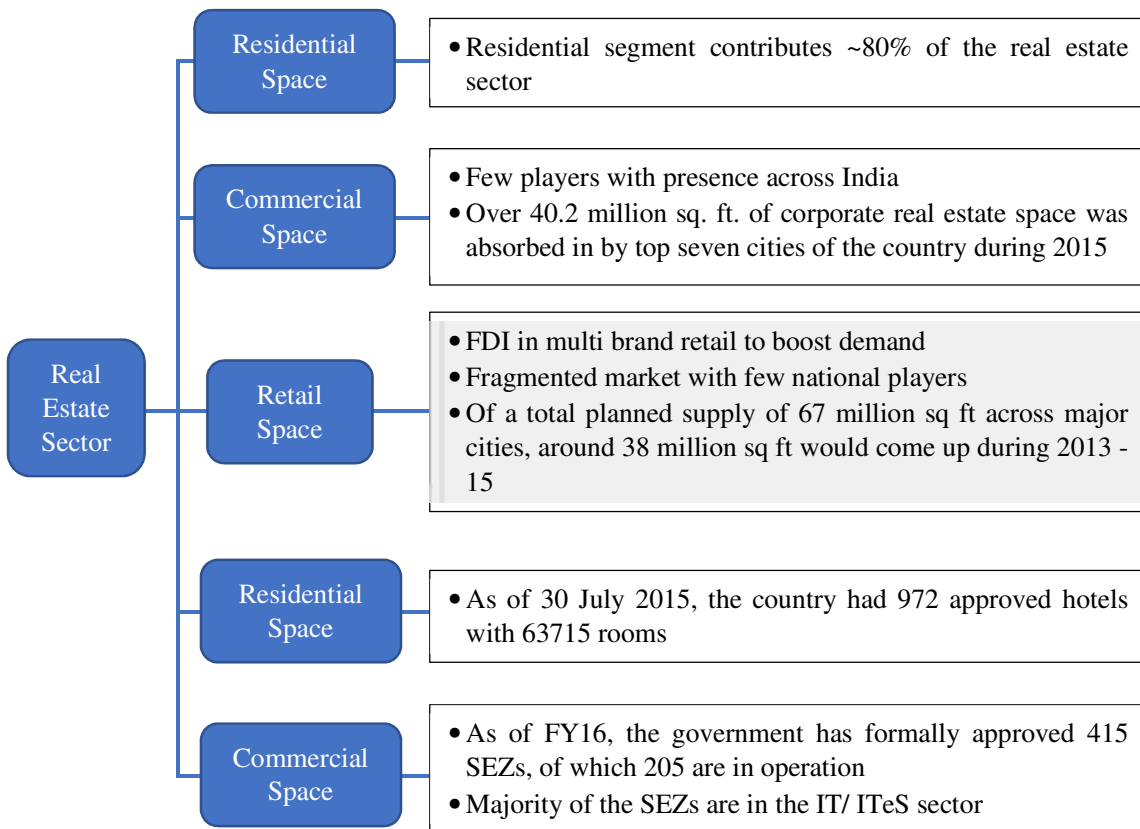 Real
Estate
Sector
Residential
Space
• Residential segment contributes ~80% of the real estate
sector
Commercial
Space
• Few players with presence across India
• Over 40.2 million sq. ft. of corporate real estate space was
absorbed in by top seven cities of the country during 2015
Retail
Space
• FDI in multi brand retail to boost demand
• Fragmented market with few national players
• Of a total planned supply of 67 million sq ft across major
cities, around 38 million sq ft would come up during 2013 -
15
Residential
Space
• As of 30 July 2015, the country had 972 approved hotels
with 63715 rooms
Commercial
Space
• As of FY16, the government has formally approved 415
SEZs, of which 205 are in operation
• Majority of the SEZs are in the IT/ ITeS sector